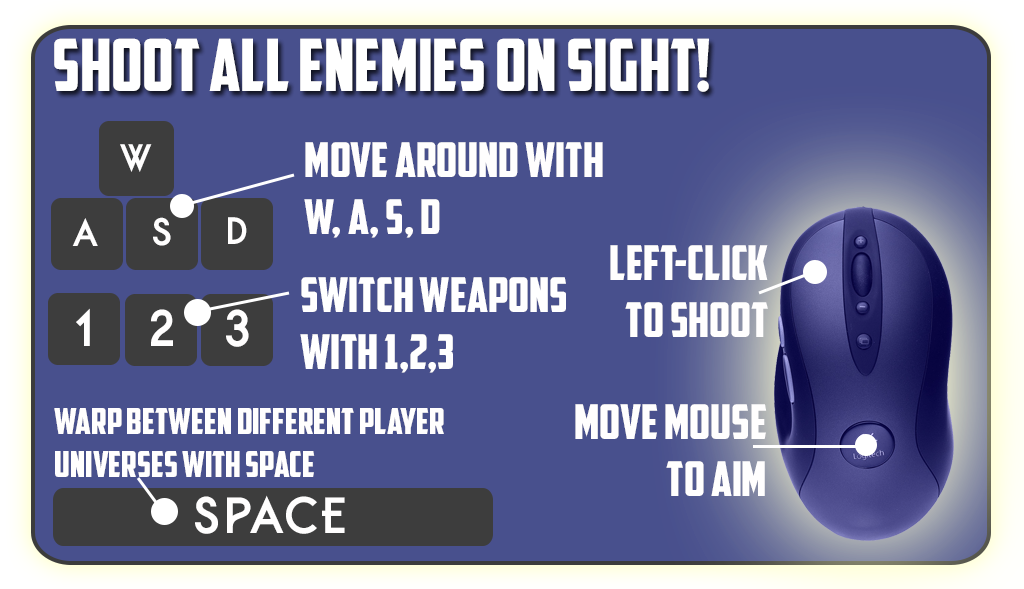 SHOOT ALL ENEMIES ON SIGHT!
W
A S D
MOVE AROUND WITH
W, A, S, D
1 2 3
SWITCH WEAPONS
WITH 1,2,3
LEFT-CLICK
TO SHOOT
MOVE MOUSE
TO AIM
Logitech
WARP BETWEEN DIFFERENT PLAYER
UNIVERSES WITH SPACE
SPACE